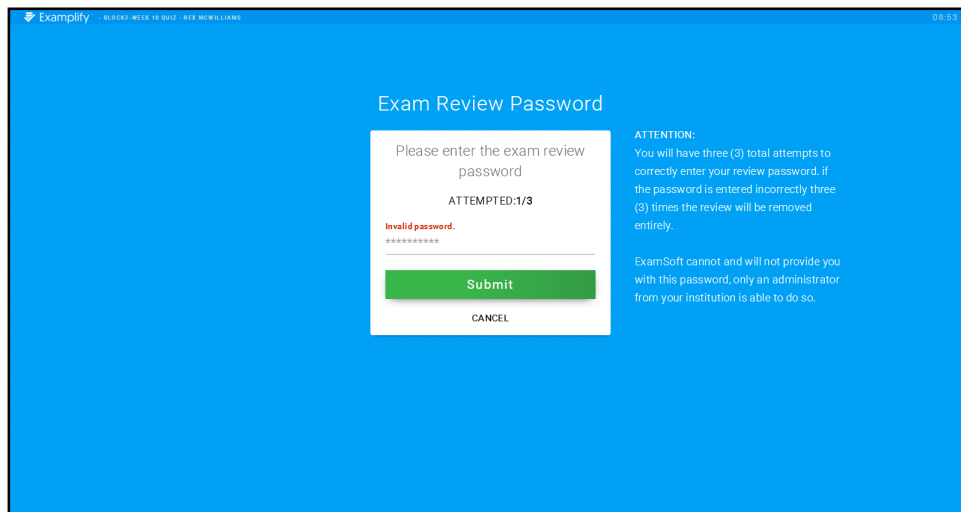 Examplify - BLOCK3-WEEK 10 QUIZ - BEX MCWILLIAMS 08:53
Exam Review Password
Please enter the exam review
password
ATTEMPTED:1/3
Invalid password.
**********
Submit
CANCEL
ATTENTION:
You will have three (3) total attempts to
correctly enter your review password. if
the password is entered incorrectly three
(3) times the review will be removed
entirely.
ExamSoft cannot and will not provide you
with this password, only an administrator
from your institution is able to do so.